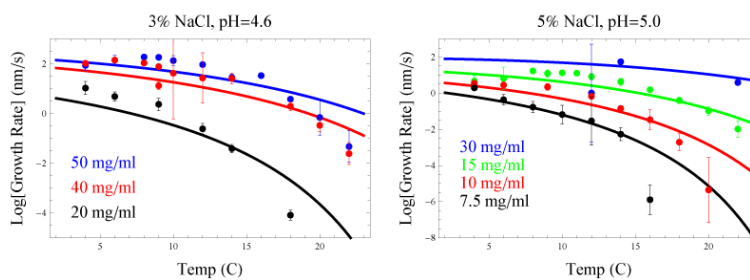 3% NaCl, pH=4.6
Log[Growth Rate] (nm/s)
2
0
−2
−4
50 mg/ml
40 mg/ml
20 mg/ml
5
10
15
20
Temp (C)
5% NaCl, pH=5.0
Log[Growth Rate] (nm/s)
4
2
0
−2
−4
−6
−8
30 mg/ml
15 mg/ml
10 mg/ml
7.5 mg/ml
5
10
15
20
Temp (C)